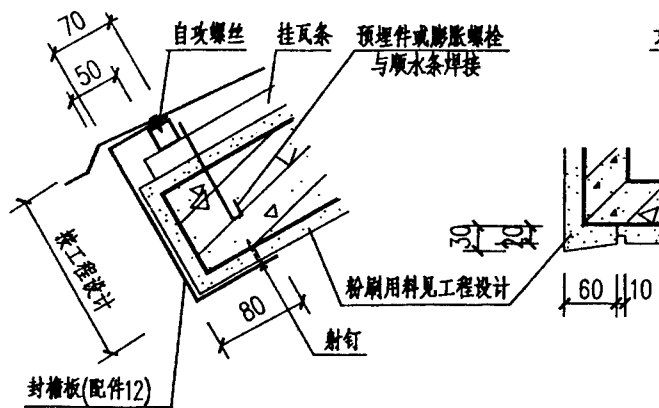 70
50
自攻螺丝
挂瓦条
预埋件或膨胀螺栓
与顺水条焊接
按工程设计
30
20
粉刷用料见工程设计
60
10
80
射钉
封檐板(配件12)